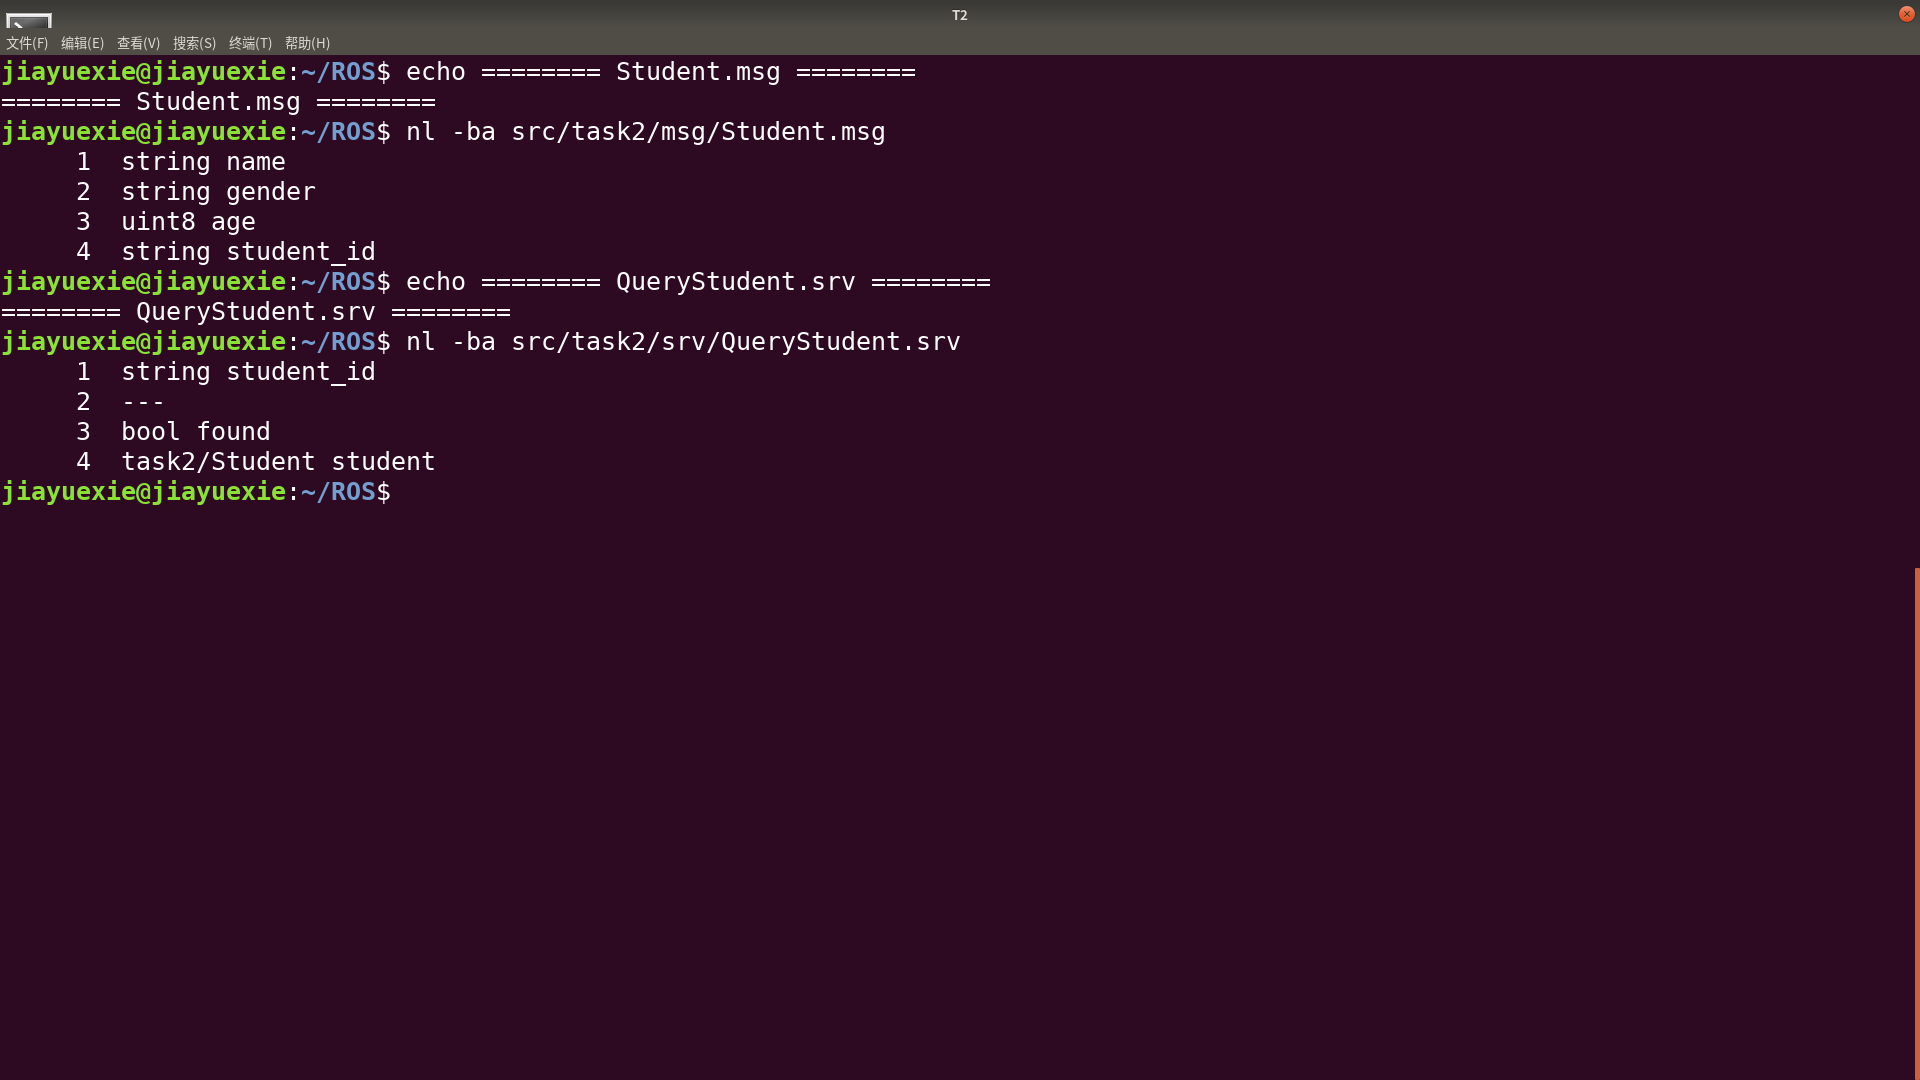 T2
文件(F) 编辑(E) 查看(V) 搜索(S) 终端(T) 帮助(H)
jiayuexie@jiayuexie:~/ROS$ echo ======== Student.msg ========
======== Student.msg ========
jiayuexie@jiayuexie:~/ROS$ nl -ba src/task2/msg/Student.msg
     1  string name
     2  string gender
     3  uint8 age
     4  string student_id
jiayuexie@jiayuexie:~/ROS$ echo ======== QueryStudent.srv ========
======== QueryStudent.srv ========
jiayuexie@jiayuexie:~/ROS$ nl -ba src/task2/srv/QueryStudent.srv
     1  string student_id
     2  ---
     3  bool found
     4  task2/Student student
jiayuexie@jiayuexie:~/ROS$